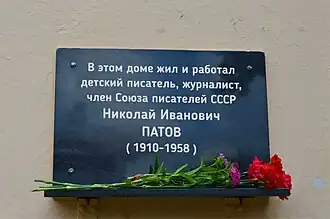 В этом доме жил и работал
детский писатель, журналист,
член Союза писателей СССР
Николай Иванович
ПАТОВ
( 1910-1958 )